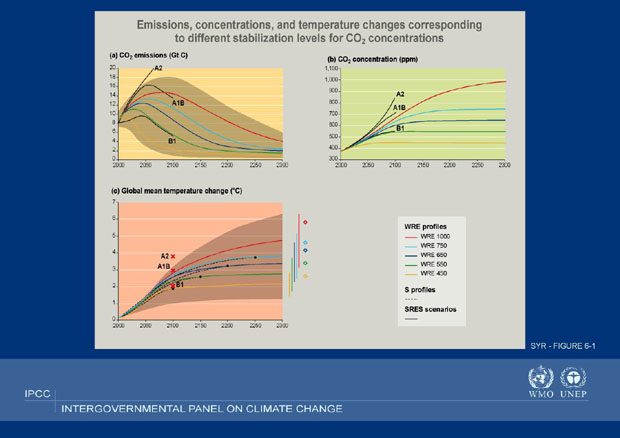 Emissions, concentrations, and temperature changes corresponding
to different stabilization levels for CO2 concentrations
(a) CO2 emissions (Gt C)
20
18
16
14
12
10
8
6
4
2
0
2000 2050 2100 2150 2200 2250 2300
A2
A1B
B1
(b) CO2 concentration (ppm)
1,100
1,000
900
800
700
600
500
400
300
2000 2050 2100 2150 2200 2250 2300
A2
A1B
B1
(c) Global mean temperature change (°C)
7
6
5
4
3
2
1
0
2000 2050 2100 2150 2200 2250 2300
A2
A1B
B1
WRE profiles
WRE 1000
WRE 750
WRE 650
WRE 550
WRE 450
S profiles
SRES scenarios
SYR - FIGURE 6-1
IPCC
INTERGOVERNMENTAL PANEL ON CLIMATE CHANGE
WMO UNEP